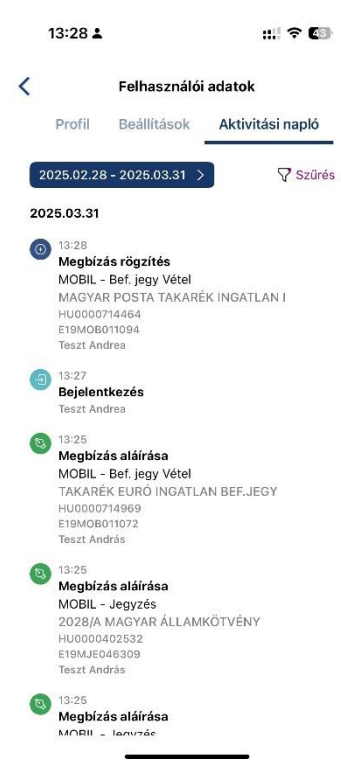 13:28
43
Felhasználói adatok
Profil Beállítások Aktivitási napló
2025.02.28 - 2025.03.31
Szűrés
2025.03.31
13:28
Megbízás rögzítés
MOBIL - Bef. jegy Vétel
MAGYAR POSTA TAKARÉK INGATLAN I
HU0000714464
E19MOB011094
Teszt Andrea
13:27
Bejelentkezés
Teszt Andrea
13:25
Megbízás aláírása
MOBIL - Bef. jegy Vétel
TAKARÉK EURÓ INGATLAN BEF.JEGY
HU0000714969
E19MOB011072
Teszt András
13:25
Megbízás aláírása
MOBIL - Jegyzés
2028/A MAGYAR ÁLLAMKÖTVÉNY
HU0000402532
E19MJE046309
Teszt András
13:25
Megbízás aláírása
MOBIL - Jegyzés